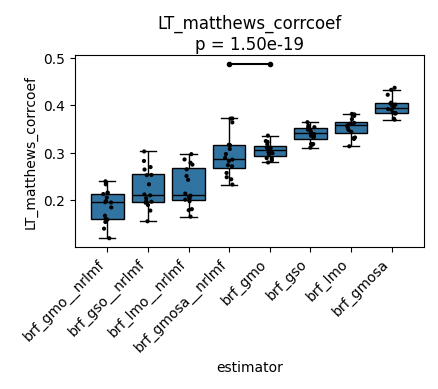 LT_matthews_corrcoef
p = 1.50e-19
0.5
0.4
0.3
0.2
LT_matthews_corrcoef
brf_gmo__nrlmf
brf_gso__nrlmf
brf_lmo__nrlmf
brf_gmosa__nrlmf
brf_gmo
brf_gso
brf_lmo
brf_gmosa
estimator